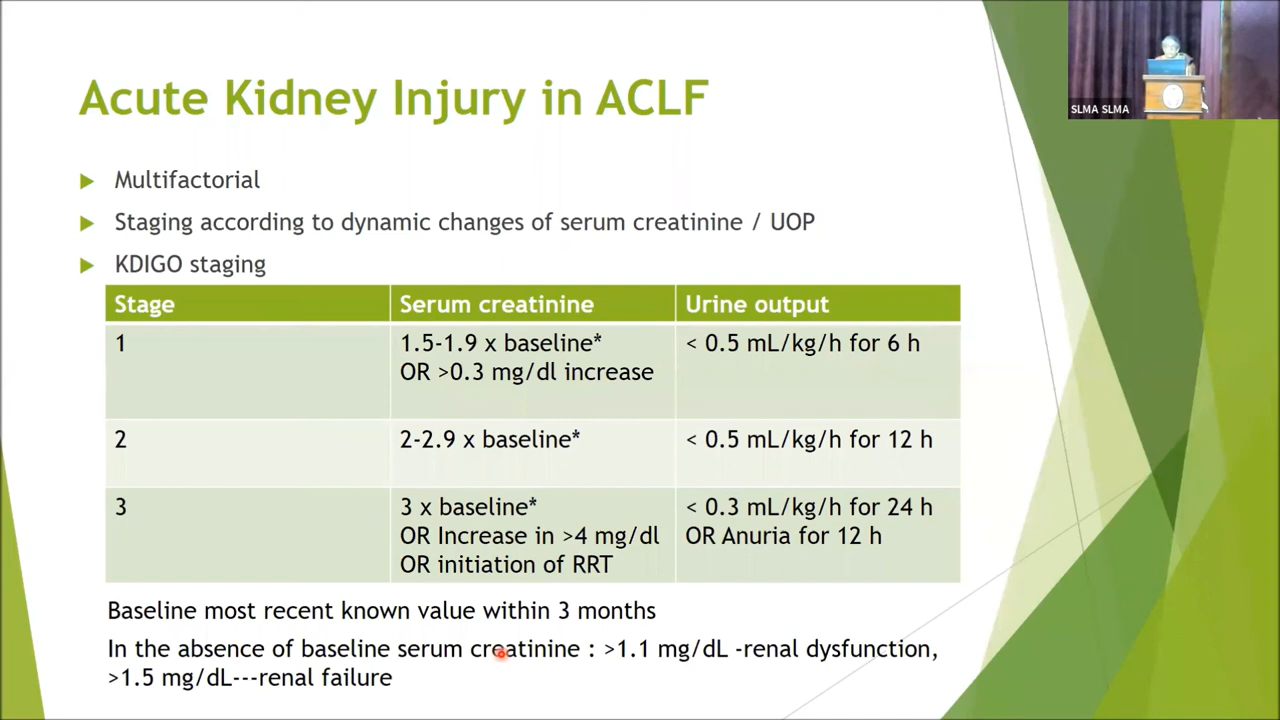 Acute Kidney Injury in ACLF
SLMA SLMA
Multifactorial
Staging according to dynamic changes of serum creatinine / UOP
KDIGO staging
Stage Serum creatinine Urine output
1 1.5-1.9 x baseline* < 0.5 mL/kg/h for 6 h
OR >0.3 mg/dl increase
2 2-2.9 x baseline* < 0.5 mL/kg/h for 12 h
3 3 x baseline* < 0.3 mL/kg/h for 24 h
OR Increase in >4 mg/dl OR Anuria for 12 h
OR initiation of RRT
Baseline most recent known value within 3 months
In the absence of baseline serum creatinine : >1.1 mg/dL -renal dysfunction,
>1.5 mg/dL---renal failure